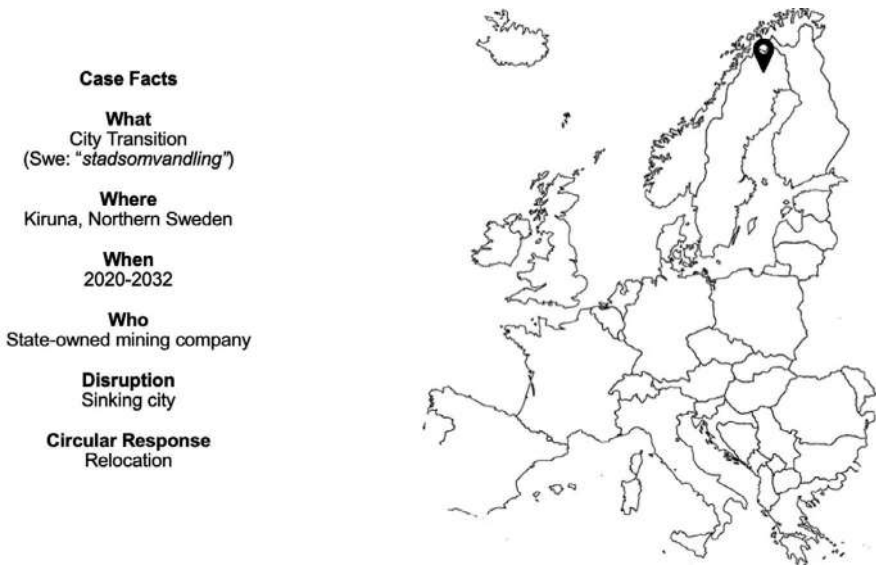 Case Facts
What
City Transition
(Swe: “stadsomvandling”)
Where
Kiruna, Northern Sweden
When
2020-2032
Who
State-owned mining company
Disruption
Sinking city
Circular Response
Relocation